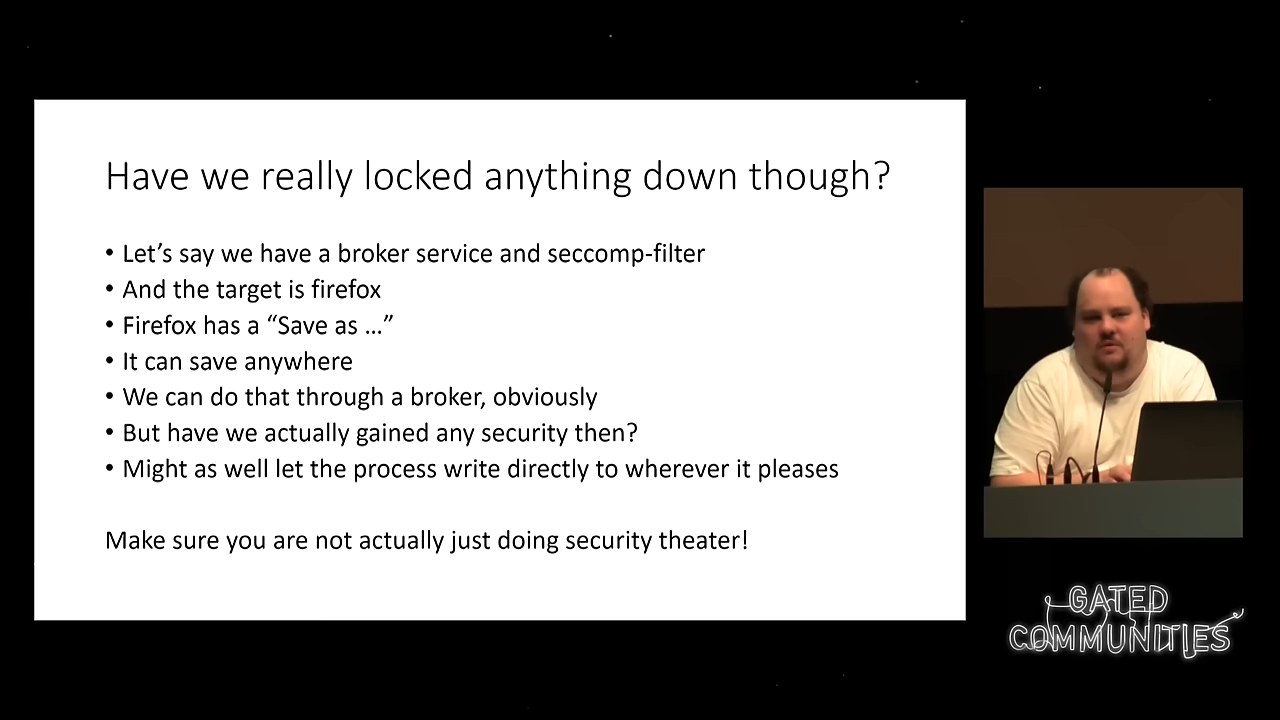 Have we really locked anything down though?
• Let’s say we have a broker service and seccomp-filter
• And the target is firefox
• Firefox has a “Save as ...”
• It can save anywhere
• We can do that through a broker, obviously
• But have we actually gained any security then?
• Might as well let the process write directly to wherever it pleases
Make sure you are not actually just doing security theater!
GATED
COMMUNITIES